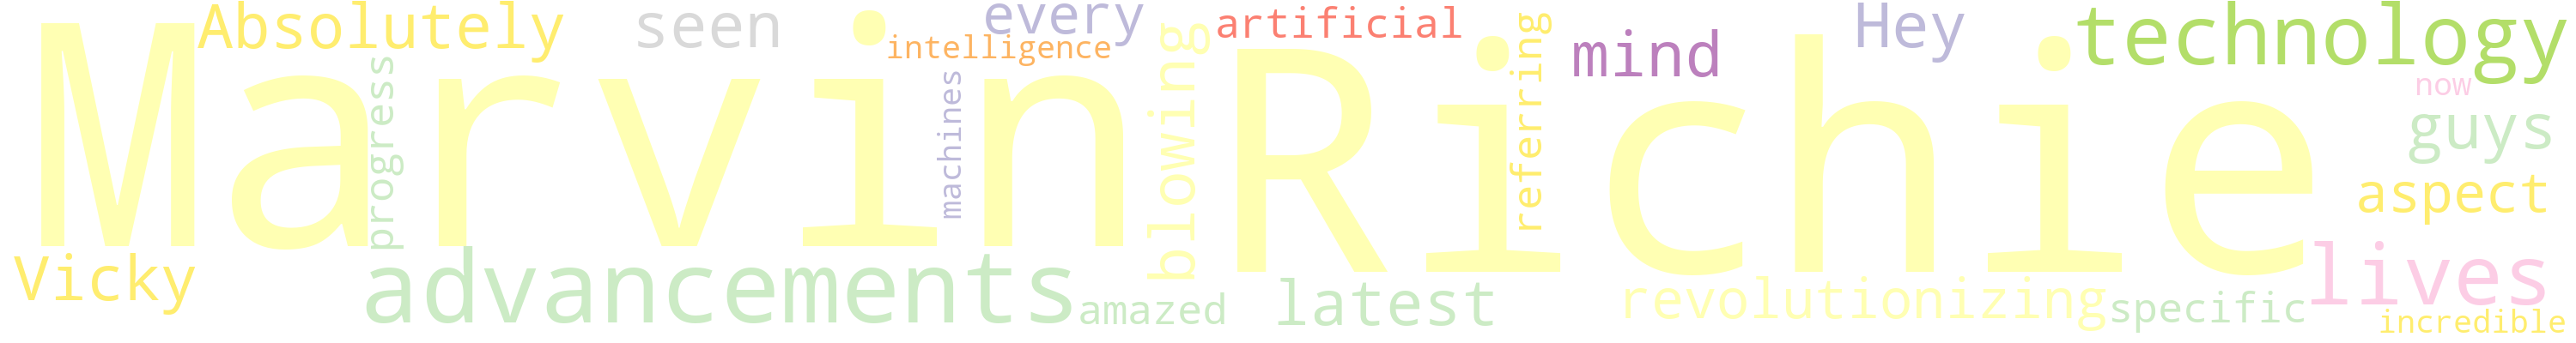 Absolutely
seen
every
intelligence
artificial
mind
Hey
technology
now
guys
Marvin Richie
progress
machines
blowing
referring
aspect
Vicky
advancements
amazed
latest
revolutionizing
specific
lives
incredible